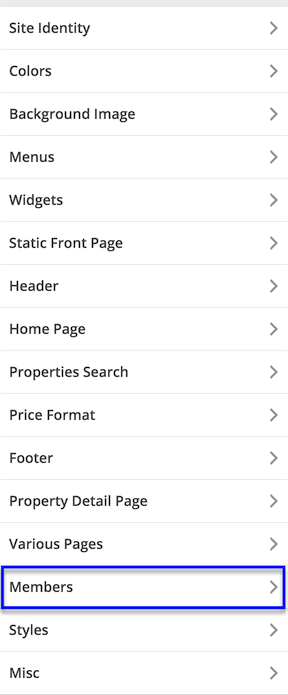 Site Identity
Colors
Background Image
Menus
Widgets
Static Front Page
Header
Home Page
Properties Search
Price Format
Footer
Property Detail Page
Various Pages
Members
Styles
Misc